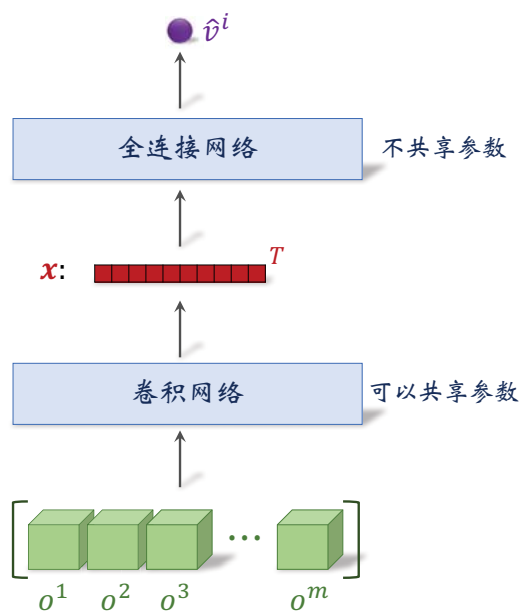 v̂ⁱ
全连接网络 不共享参数
x: T
卷积网络 可以共享参数
[ ⋯ ]
o¹ o² o³ oᵐ